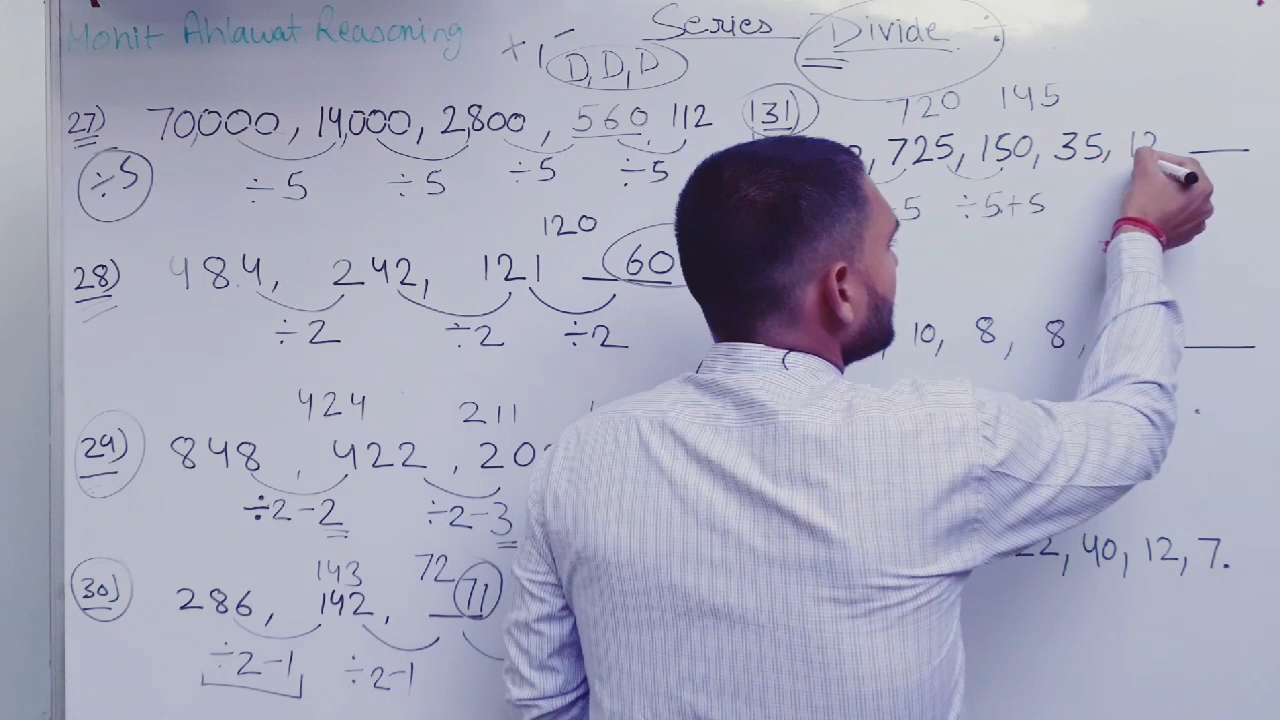 Mohit Ahlawat Reasoning
Series
Divide ÷
+ -
D, D, D
27) 70,000, 14,000, 2,800, 560, 112
÷5
÷5 ÷5 ÷5 ÷5
28) 484, 242, 121 60
120
÷2 ÷2 ÷2
29) 848, 422, 20
424 211
÷2-2 ÷2-3
30) 286, 142, 71
143 72
÷2-1 ÷2-1
131)
720 145
, 725, 150, 35, 12
5 ÷5+5
10, 8, 8,
22, 40, 12, 7.